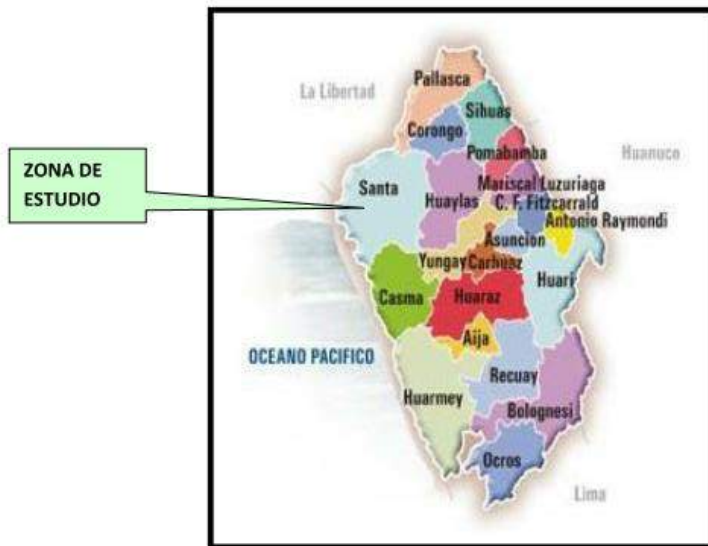 Pallasca
La Libertad
Sihuas
Corongo
Pomabamba
Huanuco
ZONA DE
ESTUDIO
Santa
Mariscal Luzuriaga
Huaylas
C. F. Fitzcarrald
Antonio Raymondi
Asuncion
Yungay
Carhuaz
Huari
Casma
Huaraz
Aija
OCEANO PACIFICO
Recuay
Huarmey
Bolognesi
Ocros
Lima